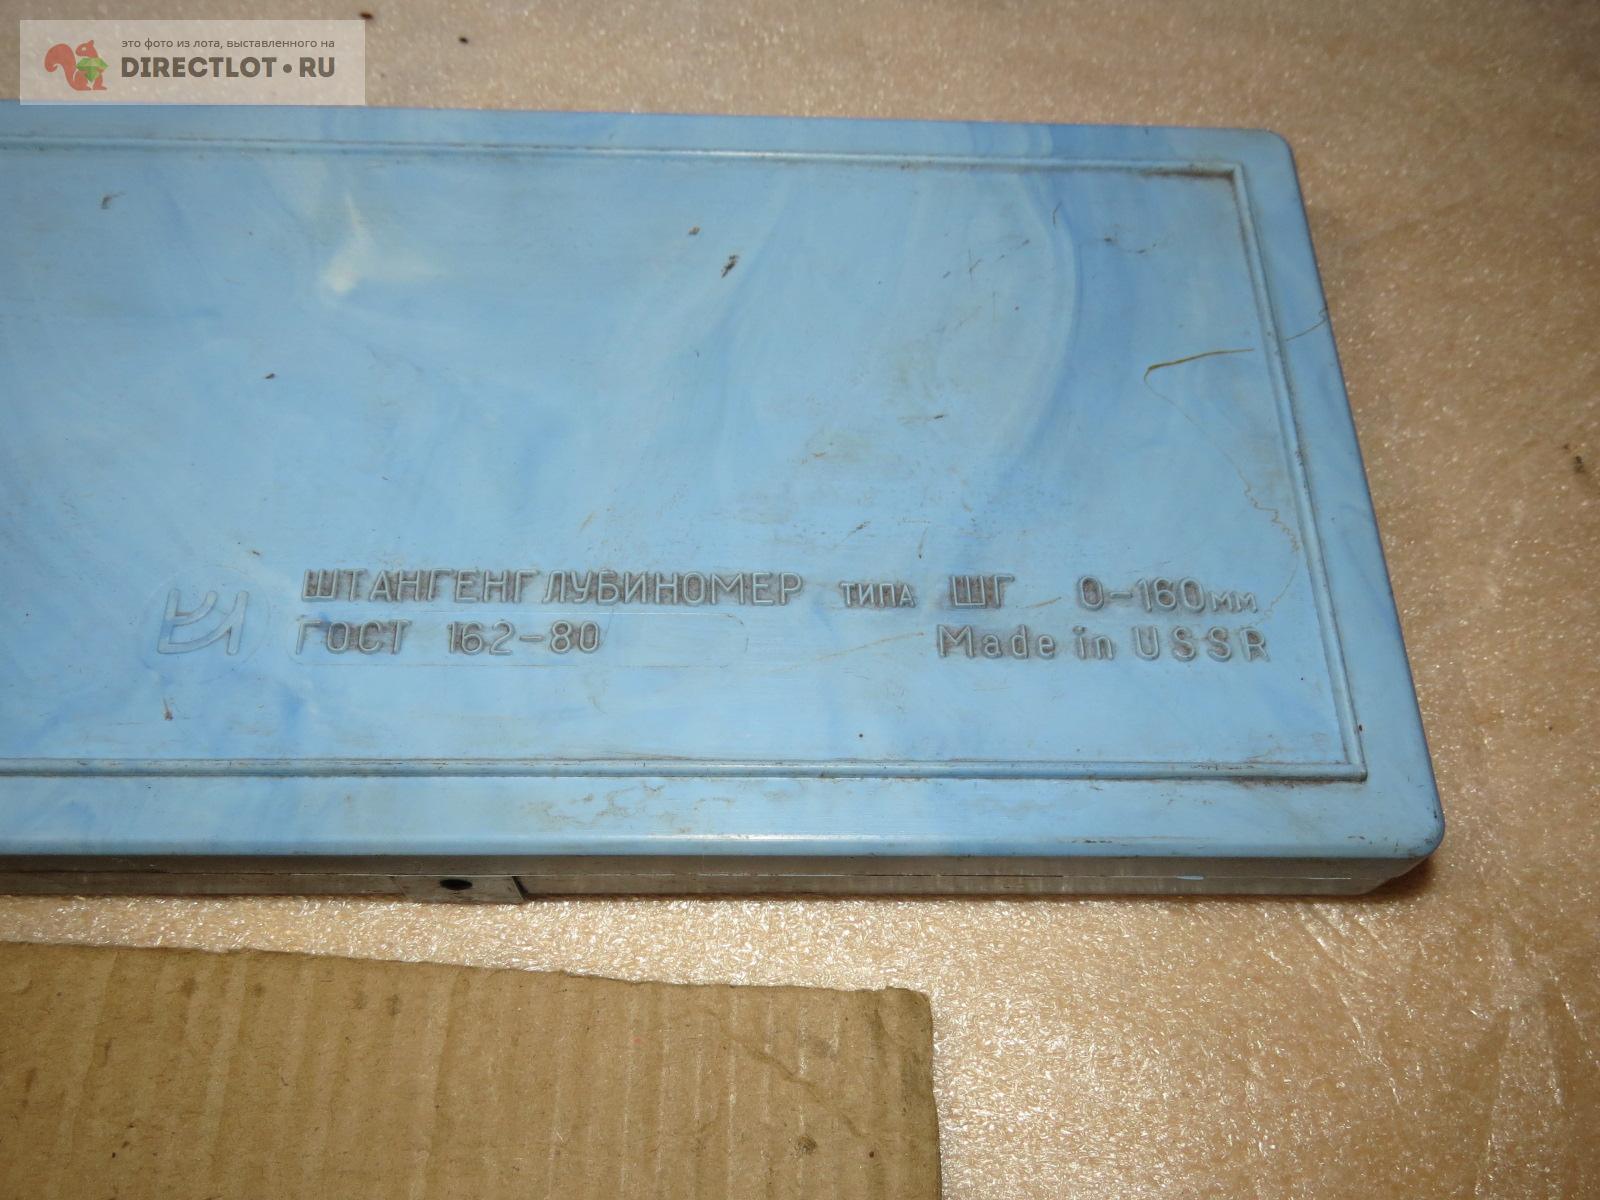 это фото из лота, выставленного на
DIRECTLOT.RU
ШТАНГЕНГЛУБИНОМЕР типа ШГ 0-160мм
ГОСТ 162-80 Made in USSR